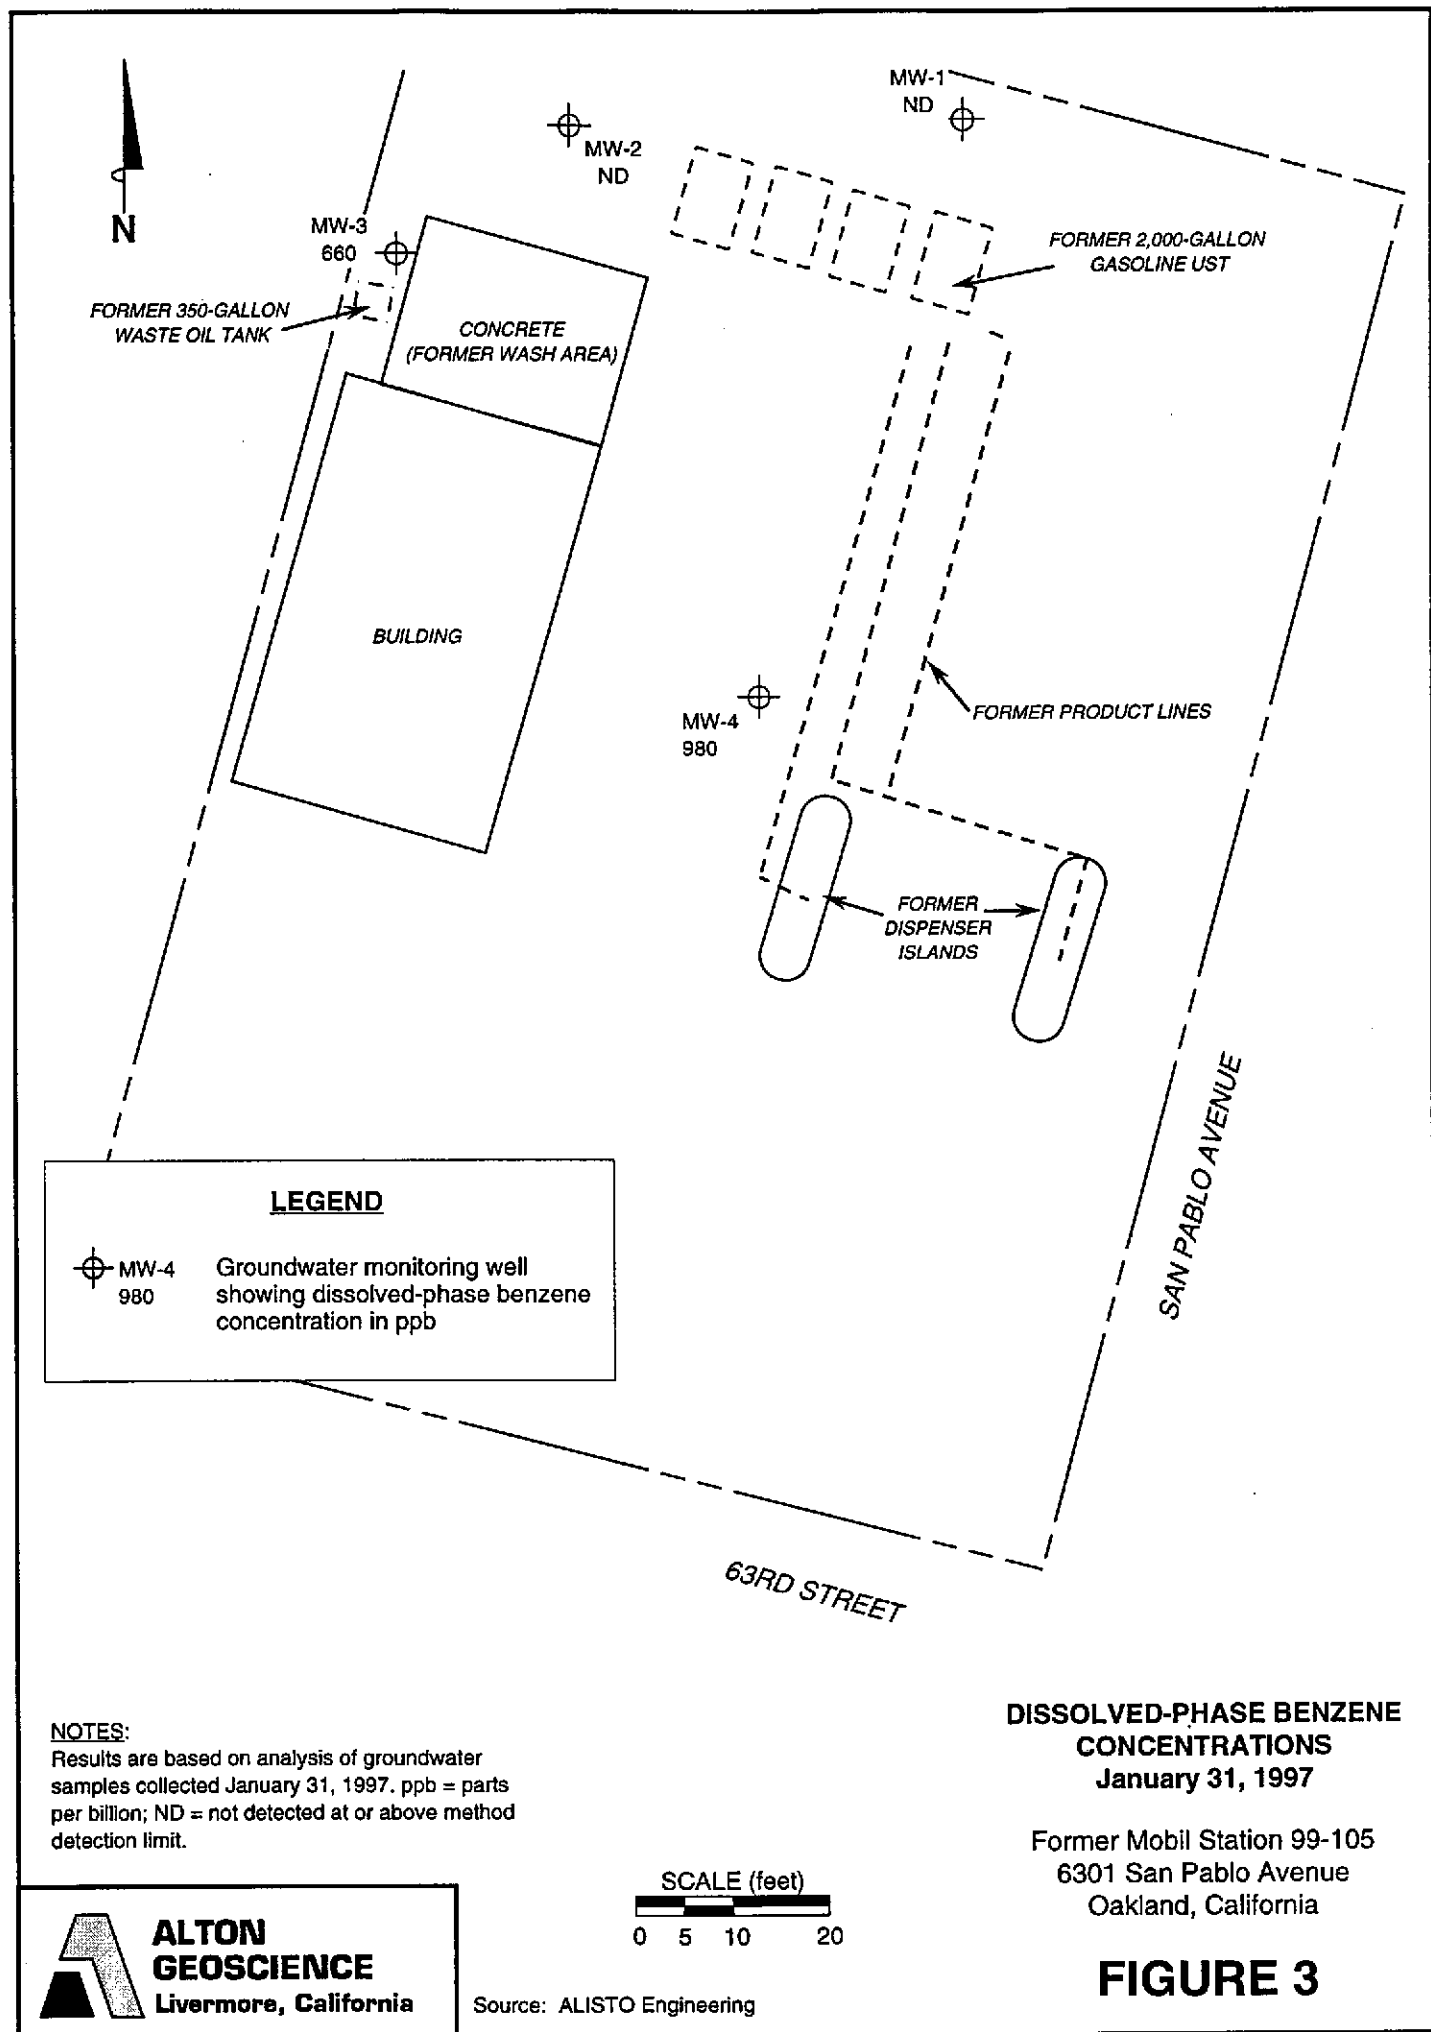 MW-1
ND
MW-2
ND
N
MW-3
660
FORMER 2,000-GALLON
GASOLINE UST
FORMER 350-GALLON
WASTE OIL TANK
CONCRETE
(FORMER WASH AREA)
BUILDING
MW-4
980
FORMER PRODUCT LINES
FORMER
DISPENSER
ISLANDS
SAN PABLO AVENUE
LEGEND
MW-4
980
Groundwater monitoring well
showing dissolved-phase benzene
concentration in ppb
63RD STREET
NOTES:
Results are based on analysis of groundwater
samples collected January 31, 1997. ppb = parts
per billion; ND = not detected at or above method
detection limit.
DISSOLVED-PHASE BENZENE
CONCENTRATIONS
January 31, 1997
Former Mobil Station 99-105
6301 San Pablo Avenue
Oakland, California
SCALE (feet)
0 5 10 20
ALTON
GEOSCIENCE
Livermore, California
Source: ALISTO Engineering
FIGURE 3